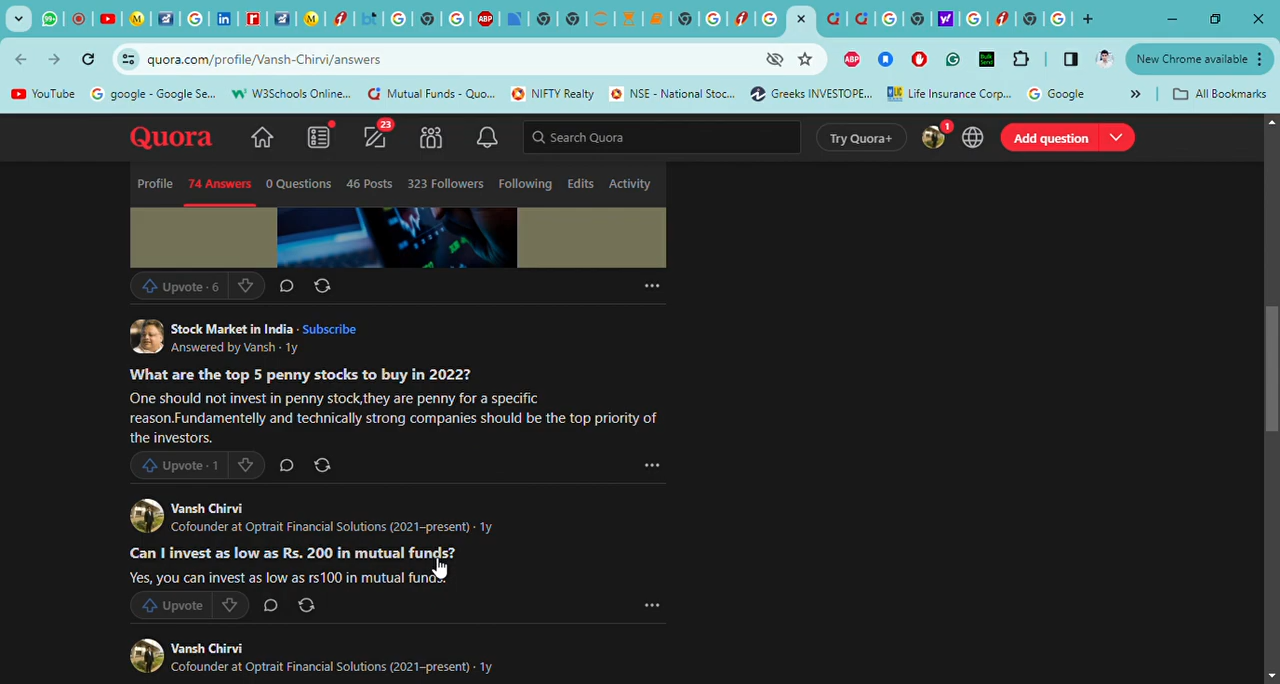 99+
quora.com/profile/Vansh-Chirvi/answers
ABP
New Chrome available
YouTube
google - Google Se...
W3Schools Online...
Mutual Funds - Quo...
NIFTY Realty
NSE - National Stoc...
Greeks INVESTOPE...
Life Insurance Corp...
Google
»
All Bookmarks
Quora
23
Search Quora
Try Quora+
1
Add question
Profile
74 Answers
0 Questions
46 Posts
323 Followers
Following
Edits
Activity
Upvote · 6
Stock Market in India · Subscribe
Answered by Vansh · 1y
What are the top 5 penny stocks to buy in 2022?
One should not invest in penny stock,they are penny for a specific
reason.Fundamentelly and technically strong companies should be the top priority of
the investors.
Upvote · 1
Vansh Chirvi
Cofounder at Optrait Financial Solutions (2021–present) · 1y
Can I invest as low as Rs. 200 in mutual funds?
Yes, you can invest as low as rs100 in mutual funds.
Upvote
Vansh Chirvi
Cofounder at Optrait Financial Solutions (2021–present) · 1y